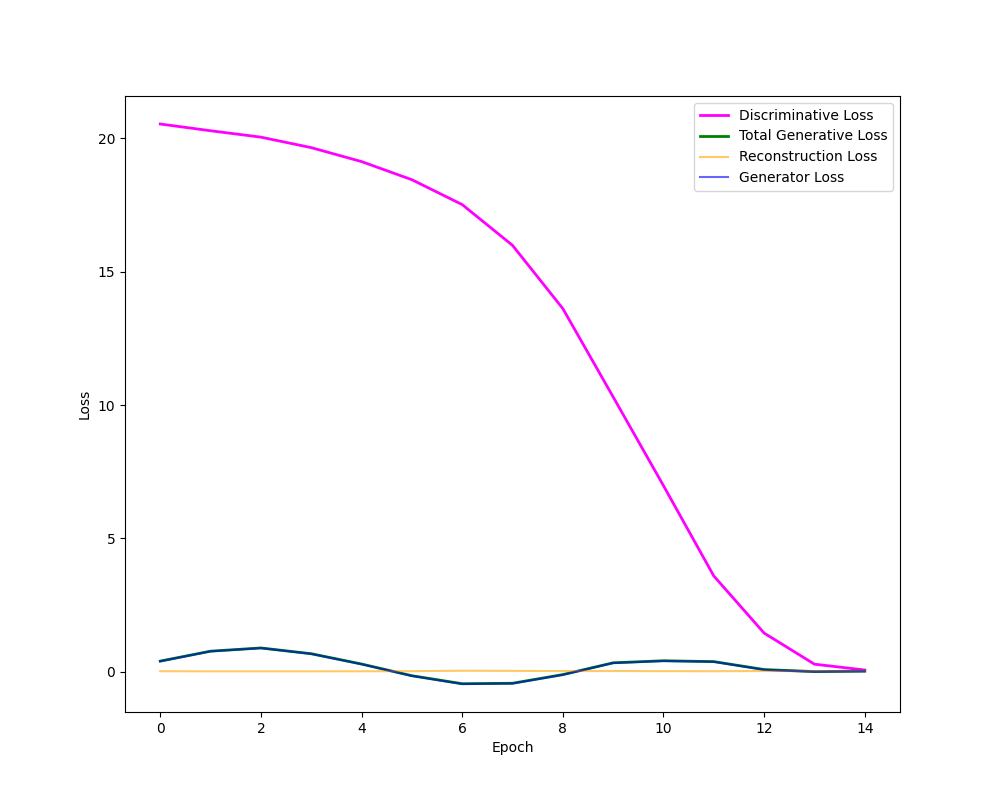 Discriminative Loss
Total Generative Loss
Reconstruction Loss
Generator Loss
20
15
10
5
0
Loss
0 2 4 6 8 10 12 14
Epoch